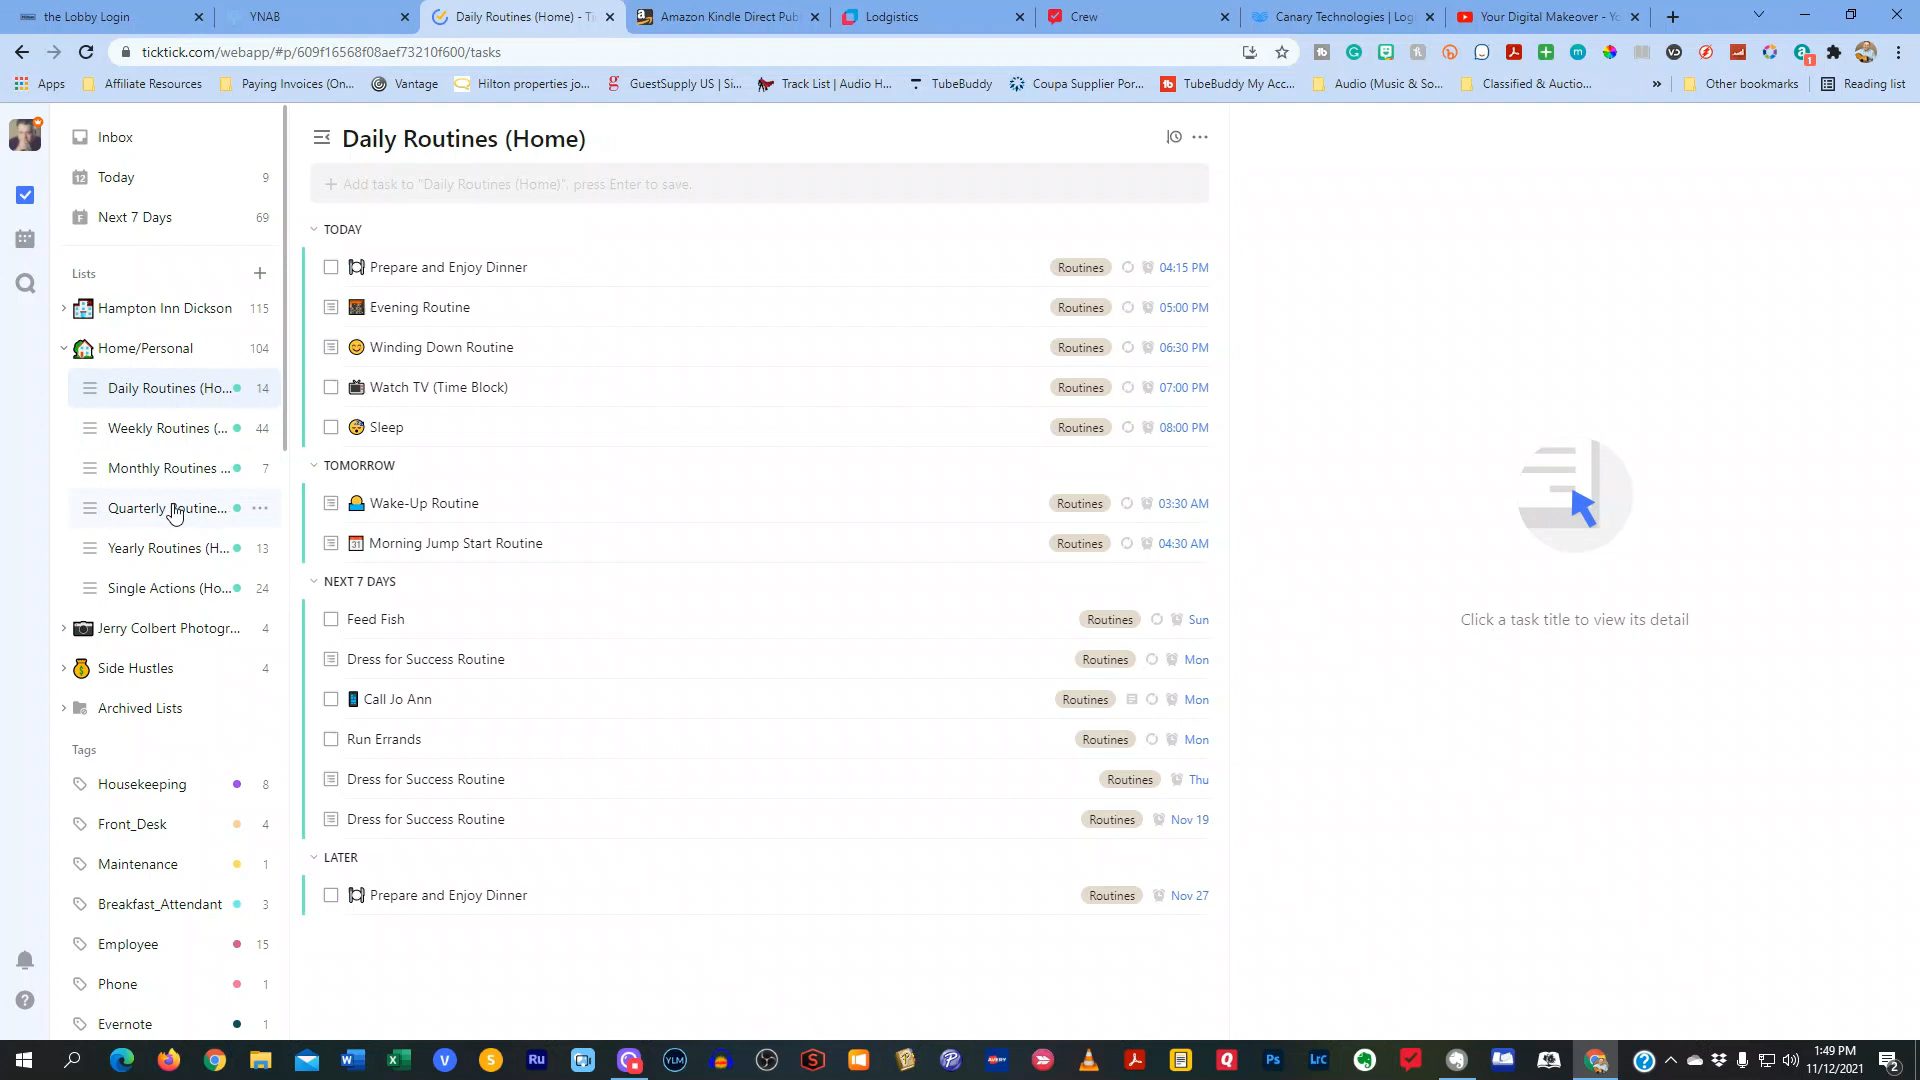 the Lobby Login
YNAB
Daily Routines (Home) - Ti
Amazon Kindle Direct Pub
Lodgistics
Crew
Canary Technologies | Log
Your Digital Makeover - Yo
ticktick.com/webapp/#p/609f16568f08aef73210f600/tasks
Apps
Affiliate Resources
Paying Invoices (On...
Vantage
Hilton properties jo...
GuestSupply US | Si...
Track List | Audio H...
TubeBuddy
Coupa Supplier Por...
TubeBuddy My Acc...
Audio (Music & So...
Classified & Auctio...
»
Other bookmarks
Reading list
Inbox
Today 9
Next 7 Days 69
Lists
Hampton Inn Dickson 115
Home/Personal 104
Daily Routines (Ho... 14
Weekly Routines (... 44
Monthly Routines ... 7
Quarterly Routine...
Yearly Routines (H... 13
Single Actions (Ho... 24
Jerry Colbert Photogr... 4
Side Hustles 4
Archived Lists
Tags
Housekeeping 8
Front_Desk 4
Maintenance 1
Breakfast_Attendant 3
Employee 15
Phone 1
Evernote 1
Daily Routines (Home)
Add task to "Daily Routines (Home)", press Enter to save.
TODAY
Prepare and Enjoy Dinner Routines 04:15 PM
Evening Routine Routines 05:00 PM
Winding Down Routine Routines 06:30 PM
Watch TV (Time Block) Routines 07:00 PM
Sleep Routines 08:00 PM
TOMORROW
Wake-Up Routine Routines 03:30 AM
Morning Jump Start Routine Routines 04:30 AM
NEXT 7 DAYS
Feed Fish Routines Sun
Dress for Success Routine Routines Mon
Call Jo Ann Routines Mon
Run Errands Routines Mon
Dress for Success Routine Routines Thu
Dress for Success Routine Routines Nov 19
LATER
Prepare and Enjoy Dinner Routines Nov 27
Click a task title to view its detail
1:49 PM
11/12/2021